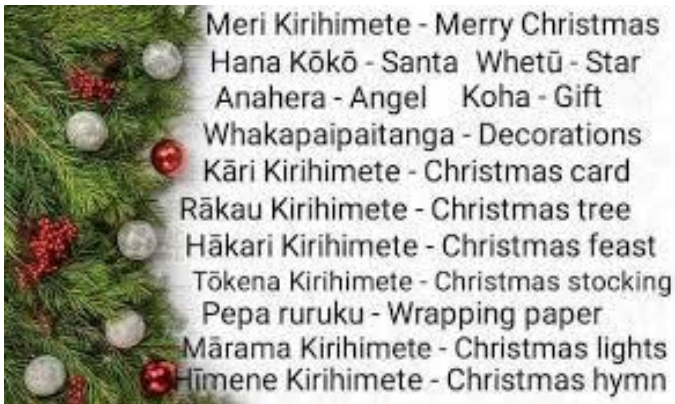 Meri Kirihimete - Merry Christmas
Hana Kōkō - Santa Whetū - Star
Anahera - Angel Koha - Gift
Whakapaipaitanga - Decorations
Kāri Kirihimete - Christmas card
Rākau Kirihimete - Christmas tree
Hākari Kirihimete - Christmas feast
Tōkena Kirihimete - Christmas stocking
Pepa ruruku - Wrapping paper
Mārama Kirihimete - Christmas lights
Hīmene Kirihimete - Christmas hymn